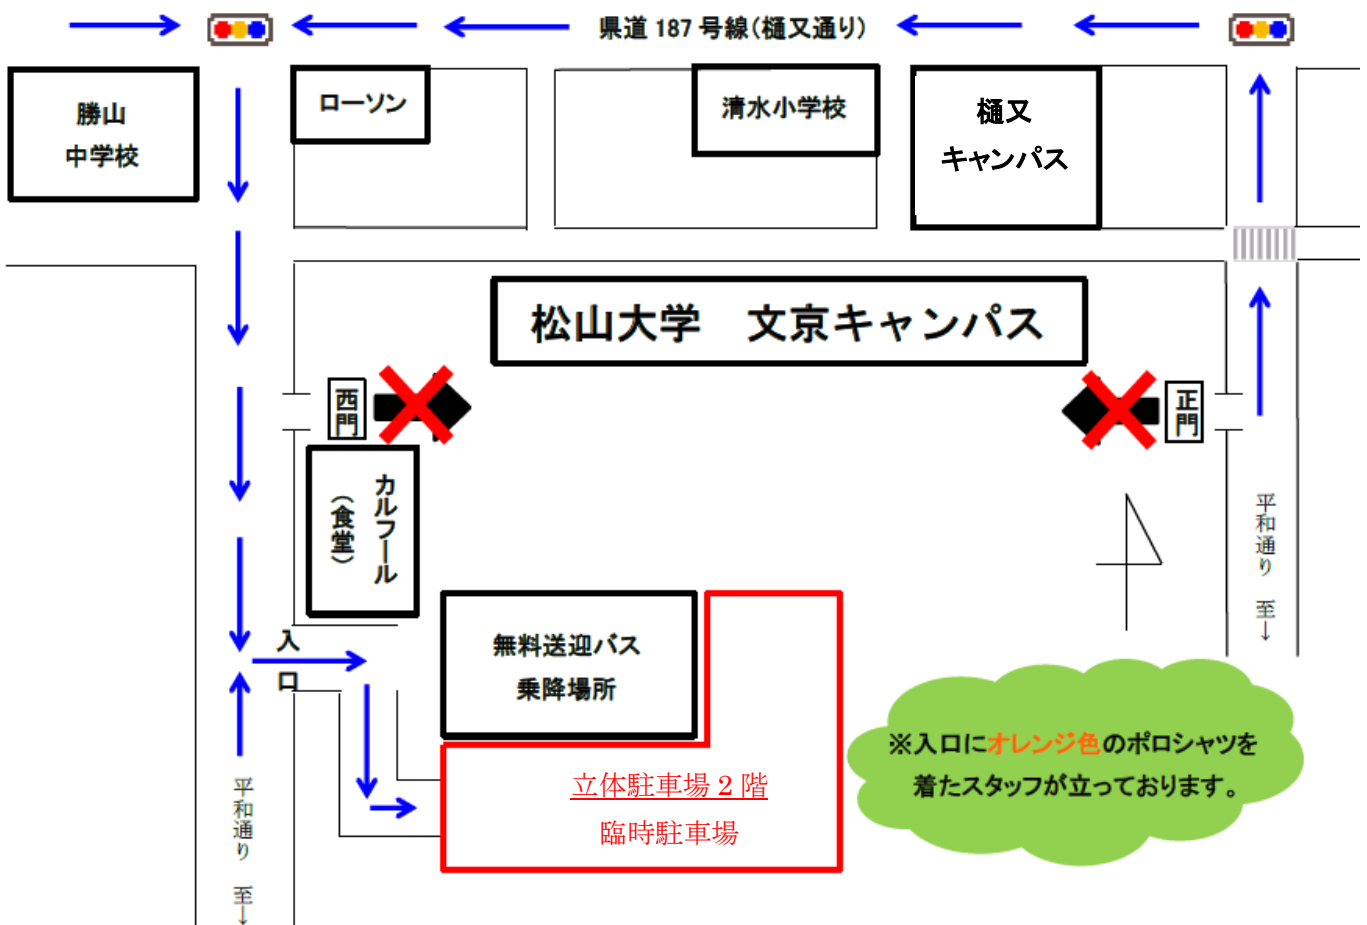 県道 187 号線(樋又通り)
勝山
中学校
ローソン
清水小学校
樋又
キャンパス
松山大学　文京キャンパス
西門
正門
カルフール
(食堂)
平和通り　至→
入
口
無料送迎バス
乗降場所
※入口にオレンジ色のポロシャツを
着たスタッフが立っております。
立体駐車場 2 階
臨時駐車場
平和通り　至→